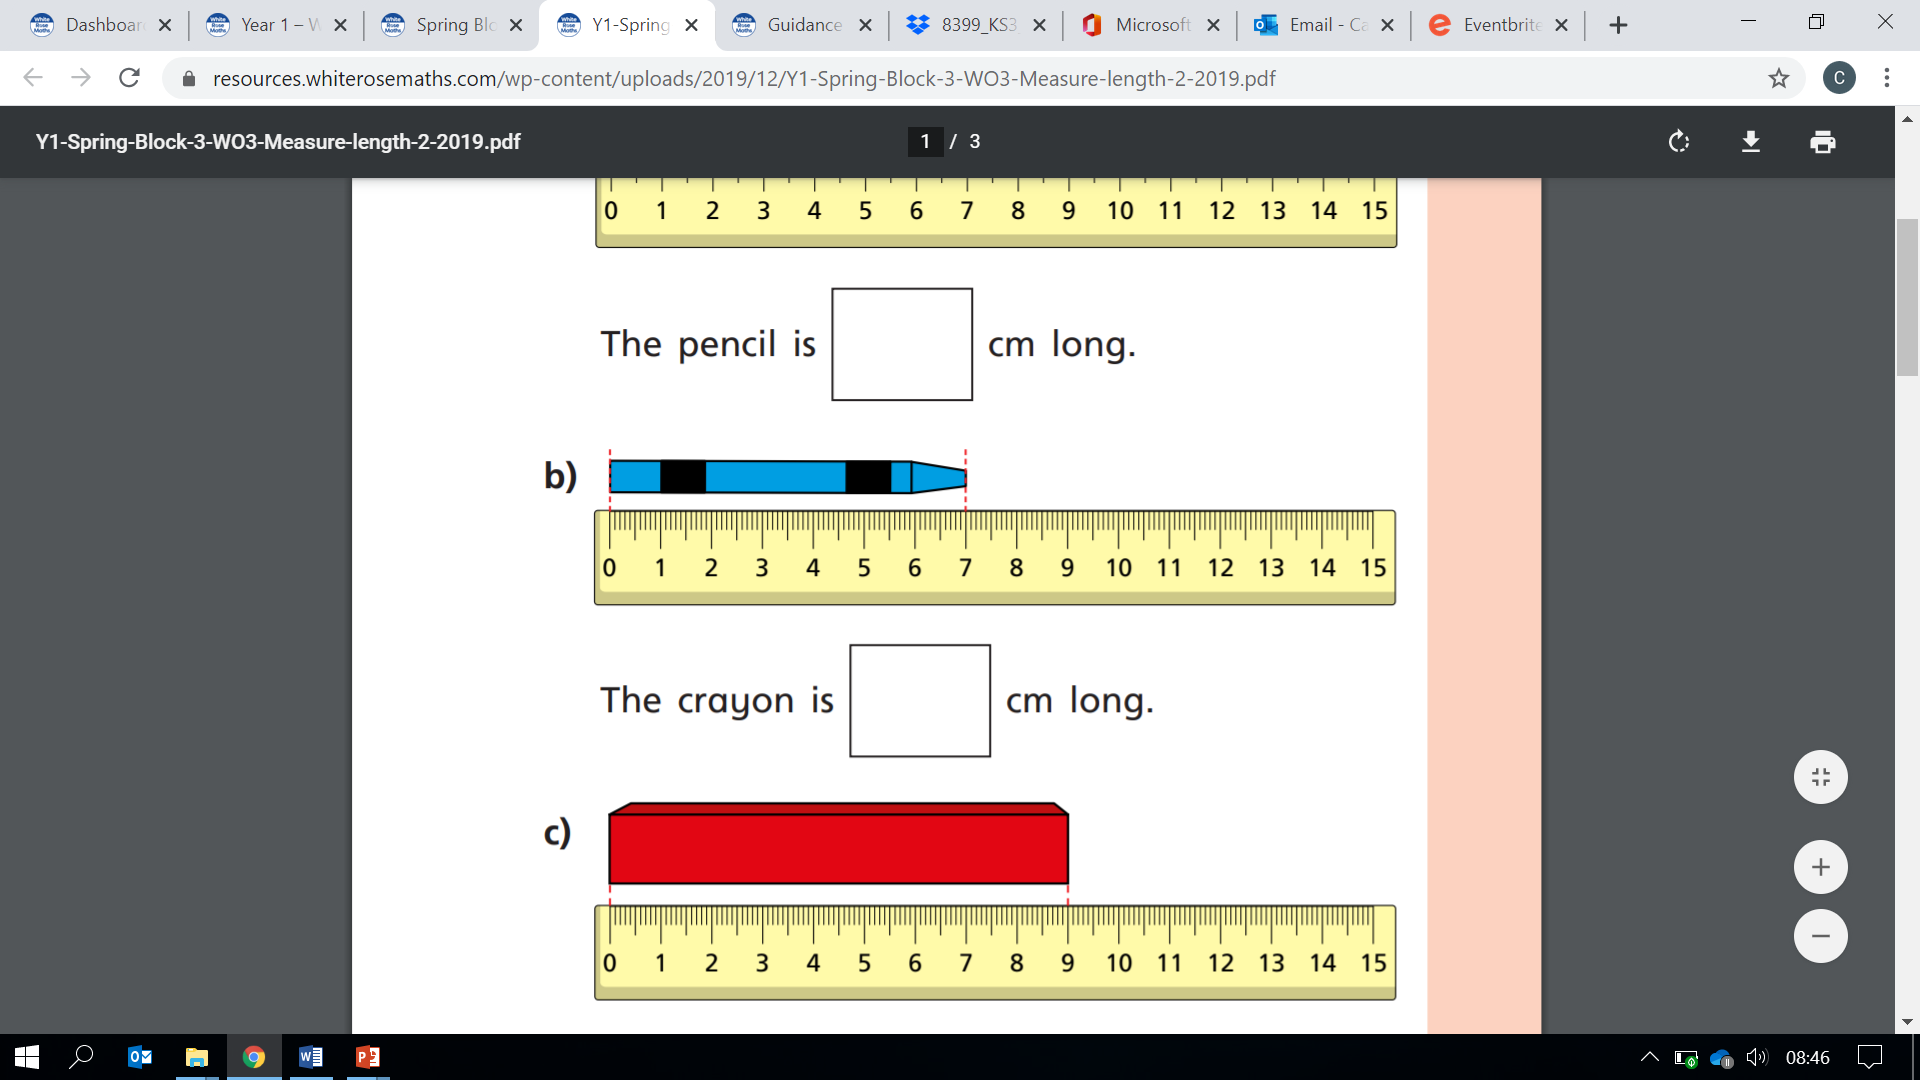 Dashboar
Year 1 – W
Spring Blo
Y1-Spring
Guidance
8399_KS3
Microsoft
Email - Ca
Eventbrite
resources.whiterosemaths.com/wp-content/uploads/2019/12/Y1-Spring-Block-3-WO3-Measure-length-2-2019.pdf
C
Y1-Spring-Block-3-WO3-Measure-length-2-2019.pdf
1 / 3
0 1 2 3 4 5 6 7 8 9 10 11 12 13 14 15
The pencil is cm long.
b)
0 1 2 3 4 5 6 7 8 9 10 11 12 13 14 15
The crayon is cm long.
c)
0 1 2 3 4 5 6 7 8 9 10 11 12 13 14 15
08:46